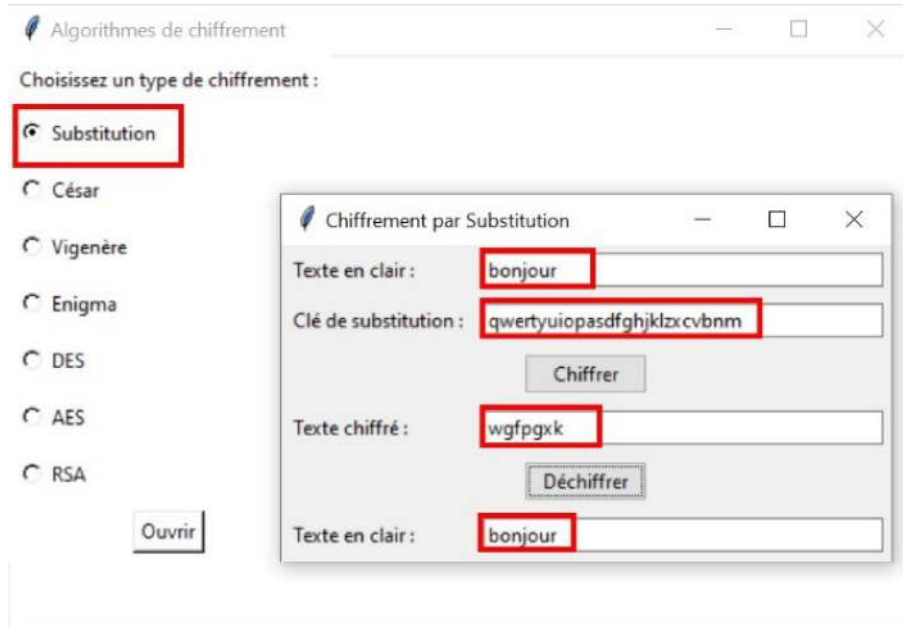 Algorithmes de chiffrement
Choisissez un type de chiffrement :
Substitution
César
Vigenère
Enigma
DES
AES
RSA
Ouvrir
Chiffrement par Substitution
Texte en clair :
bonjour
Clé de substitution :
qwertyuiopasdfghjklzxcvbnm
Chiffrer
Texte chiffré :
wgfpgxk
Déchiffrer
Texte en clair :
bonjour